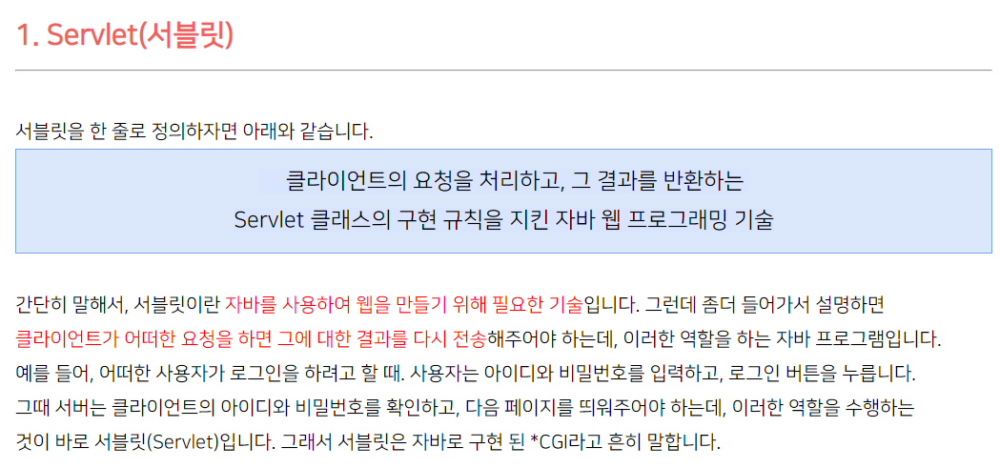 1. Servlet(서블릿)
서블릿을 한 줄로 정의하자면 아래와 같습니다.
클라이언트의 요청을 처리하고, 그 결과를 반환하는
Servlet 클래스의 구현 규칙을 지킨 자바 웹 프로그래밍 기술
간단히 말해서, 서블릿이란 자바를 사용하여 웹을 만들기 위해 필요한 기술입니다. 그런데 좀더 들어가서 설명하면
클라이언트가 어떠한 요청을 하면 그에 대한 결과를 다시 전송해주어야 하는데, 이러한 역할을 하는 자바 프로그램입니다.
예를 들어, 어떠한 사용자가 로그인을 하려고 할 때. 사용자는 아이디와 비밀번호를 입력하고, 로그인 버튼을 누릅니다.
그때 서버는 클라이언트의 아이디와 비밀번호를 확인하고, 다음 페이지를 띄워주어야 하는데, 이러한 역할을 수행하는
것이 바로 서블릿(Servlet)입니다. 그래서 서블릿은 자바로 구현 된 *CGI라고 흔히 말합니다.